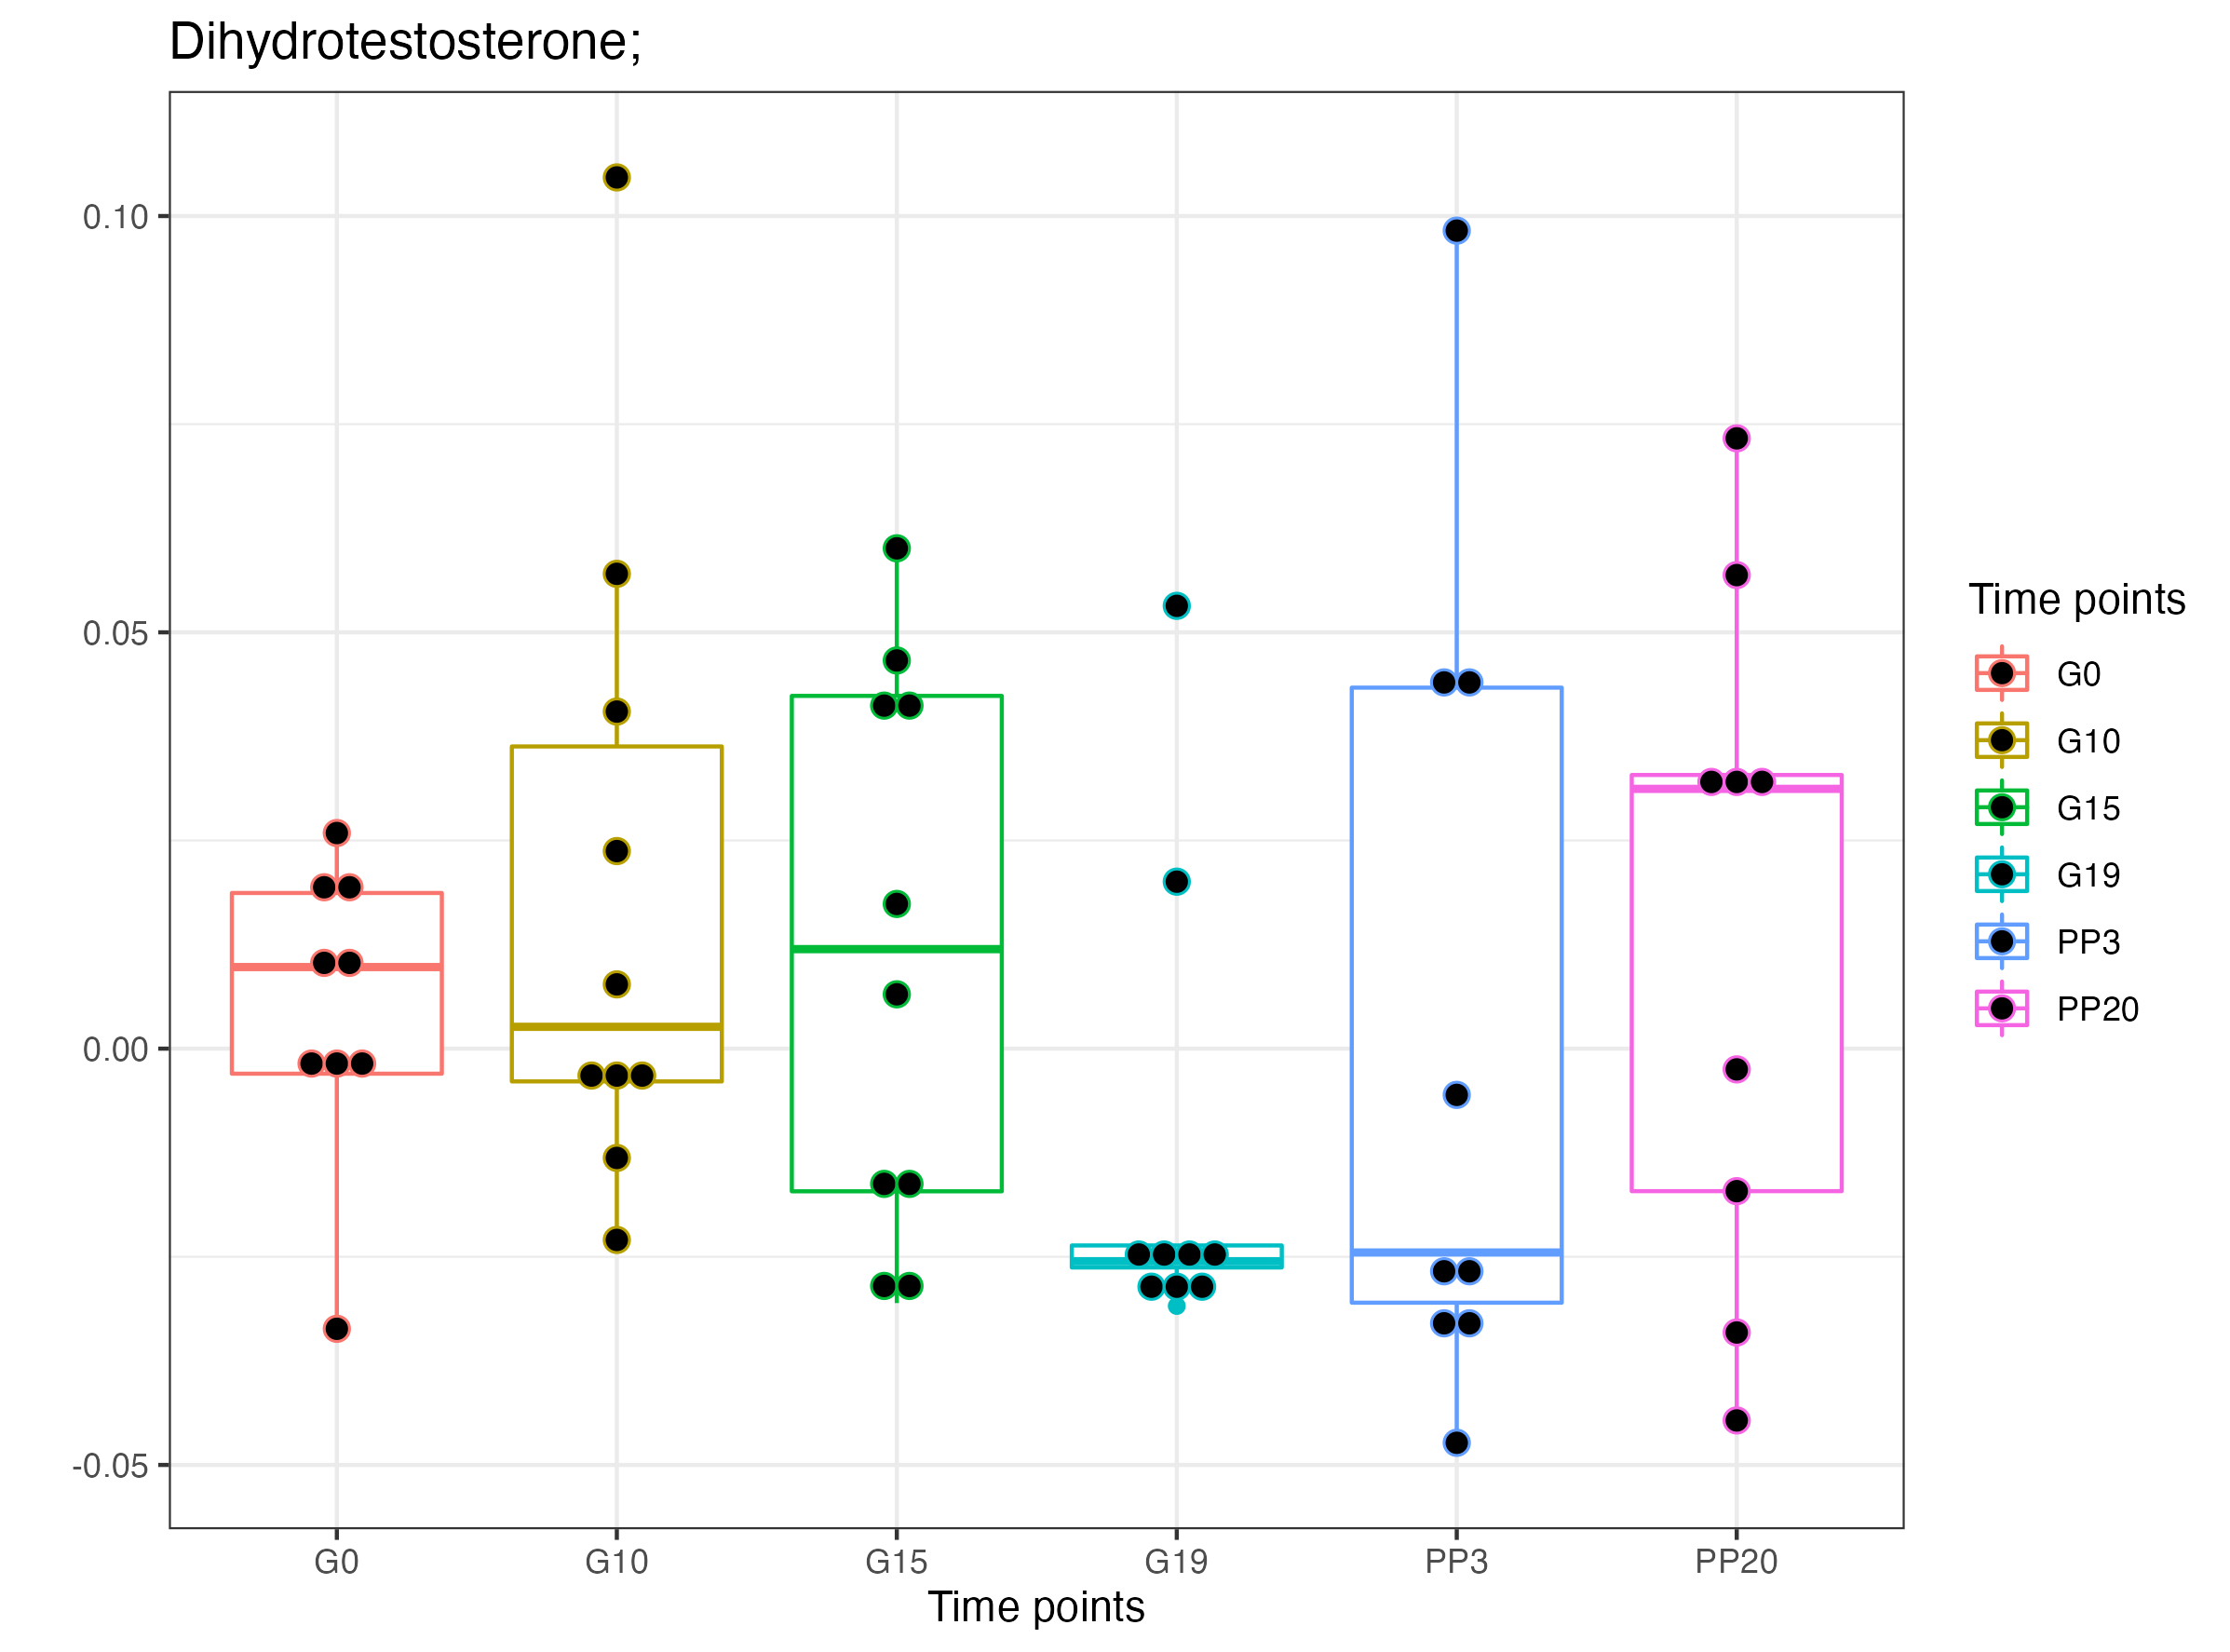 Dihydrotestosterone;
0.10
0.05
0.00
-0.05
G0 G10 G15 G19 PP3 PP20
Time points
Time points
G0
G10
G15
G19
PP3
PP20